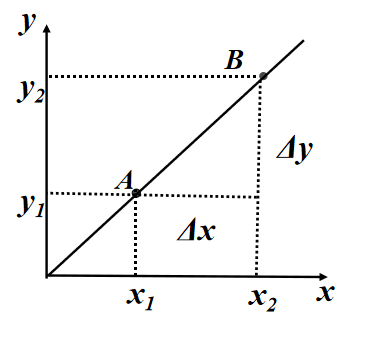 y
B
y₂
Δy
A
y₁
Δx
x₁
x₂
x